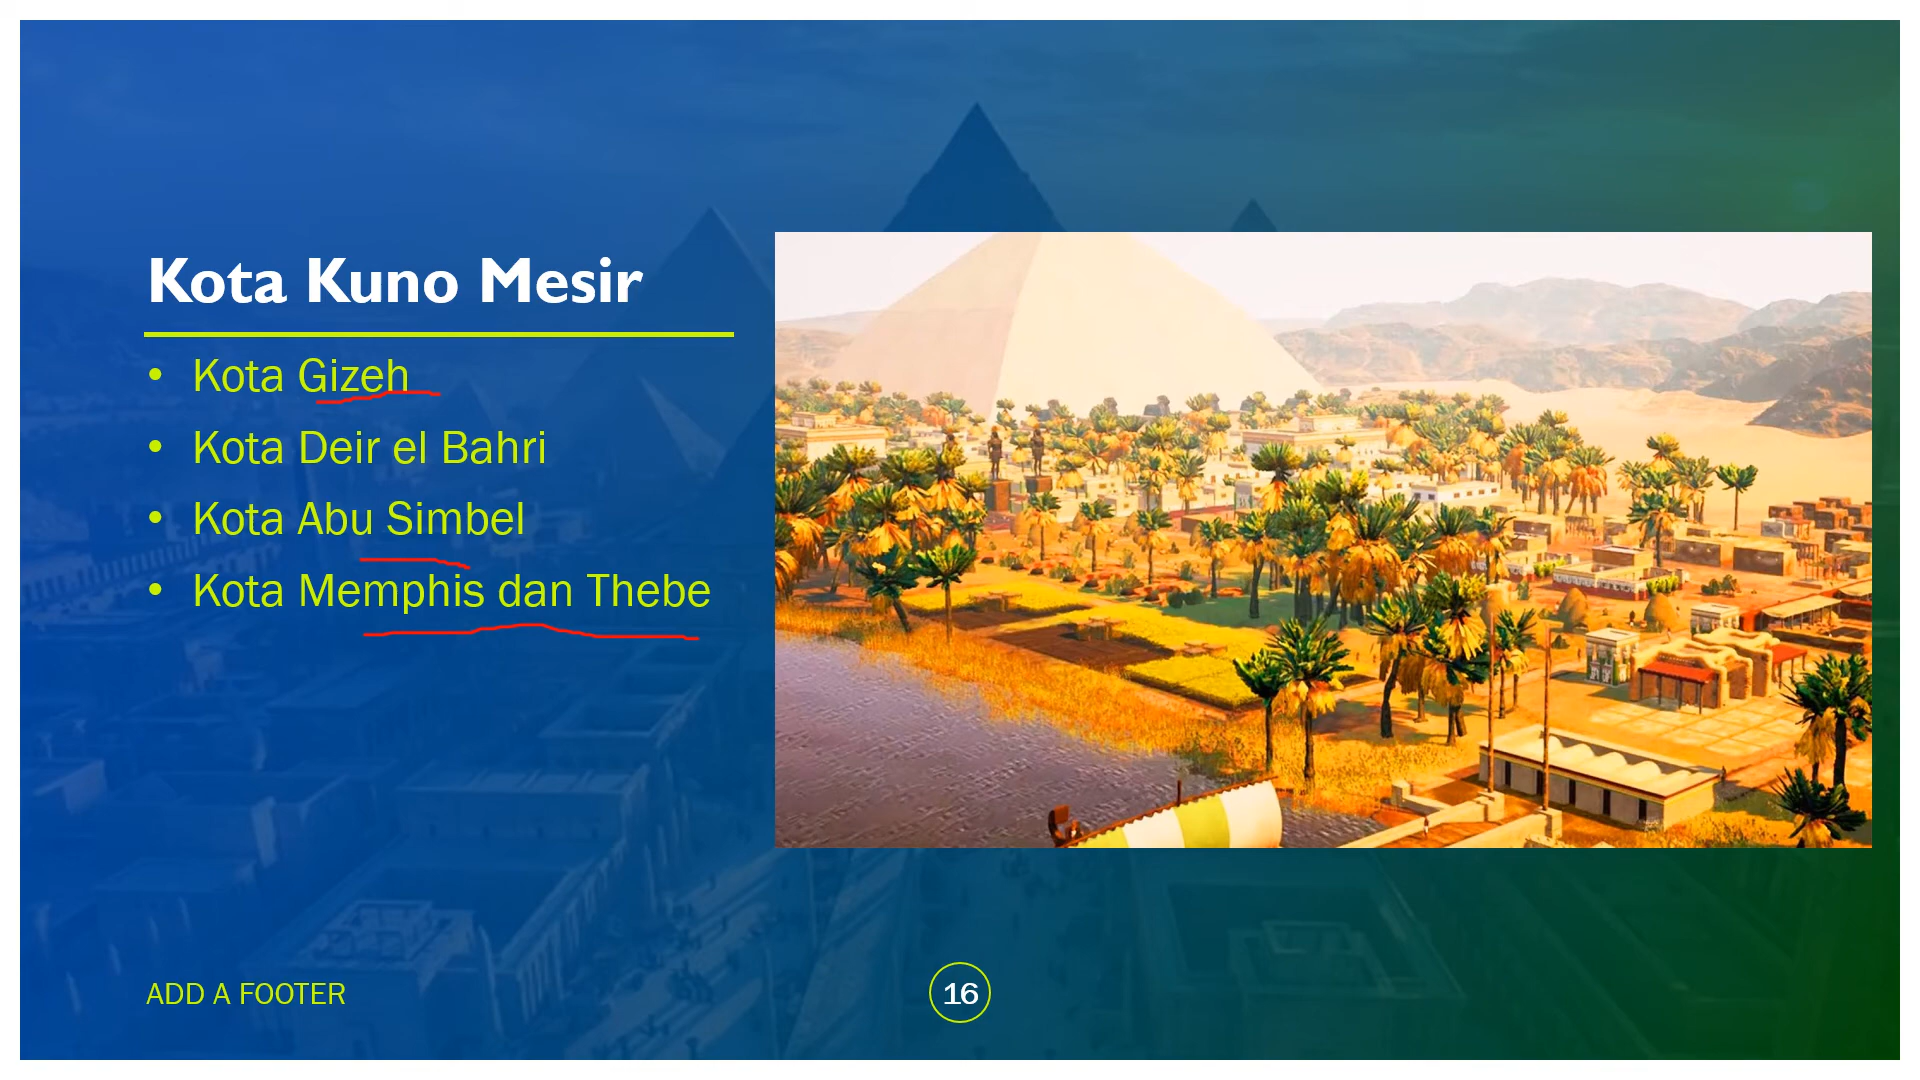 Kota Kuno Mesir
• Kota Gizeh
• Kota Deir el Bahri
• Kota Abu Simbel
• Kota Memphis dan Thebe
ADD A FOOTER
16